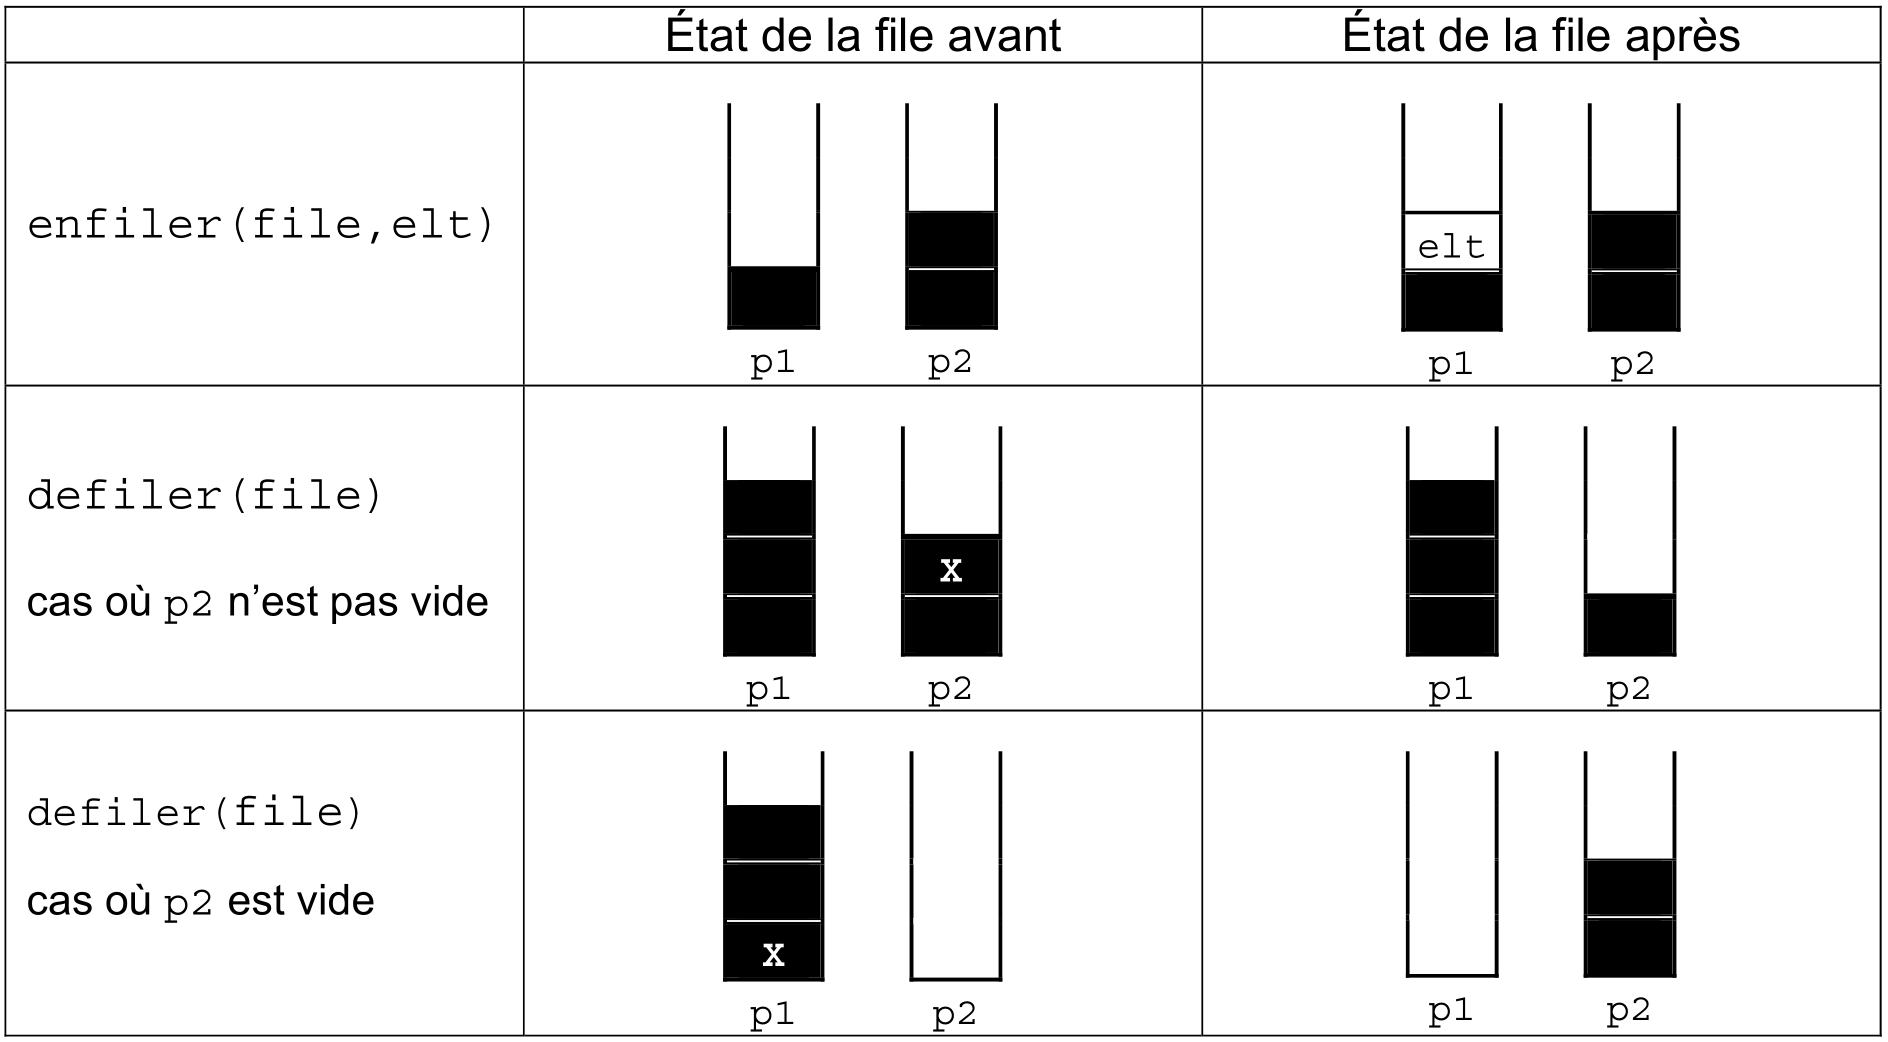 État de la file avant
État de la file après
enfiler(file,elt)
elt
p1
p2
p1
p2
defiler(file)
cas où p2 n’est pas vide
x
p1
p2
p1
p2
defiler(file)
cas où p2 est vide
x
p1
p2
p1
p2